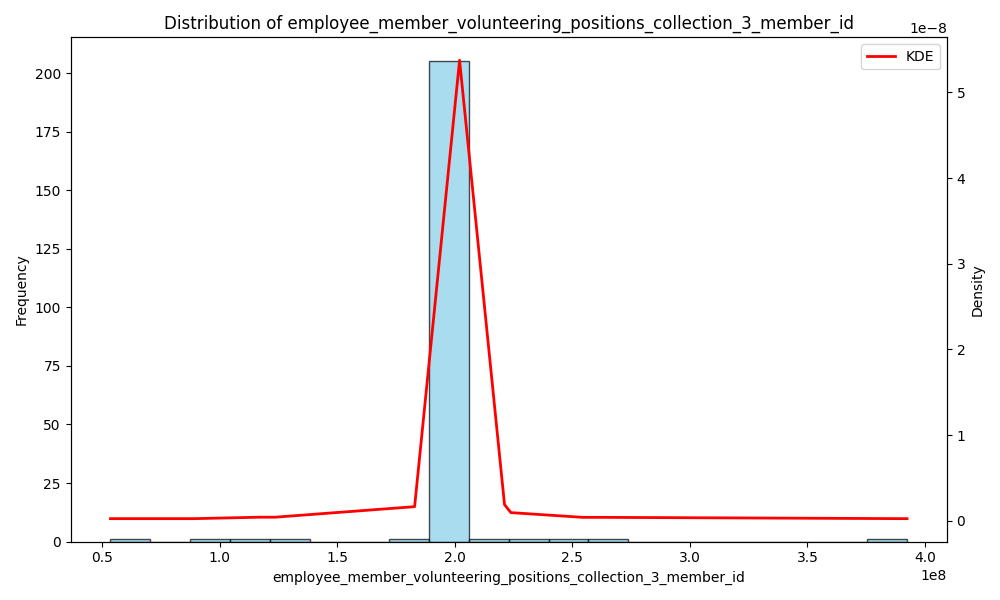 Distribution of employee_member_volunteering_positions_collection_3_member_id
1e−8
KDE
200
175
150
125
100
75
50
25
0
Frequency
5
4
3
2
1
0
Density
0.5 1.0 1.5 2.0 2.5 3.0 3.5 4.0
1e8
employee_member_volunteering_positions_collection_3_member_id